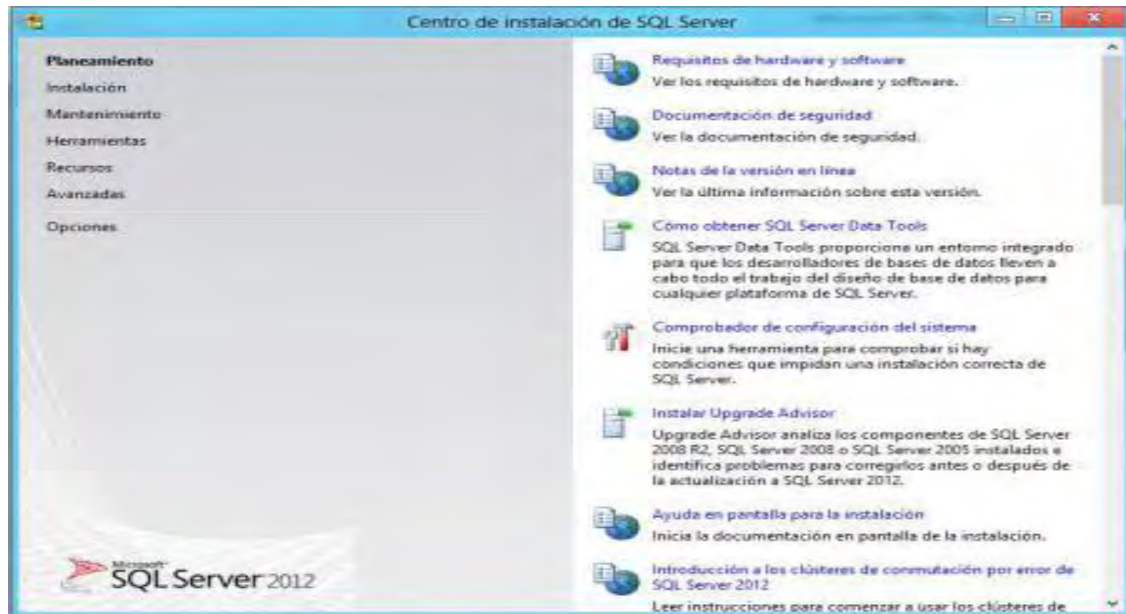 Centro de instalación de SQL Server
Planeamiento
Instalación
Mantenimiento
Herramientas
Recursos
Avanzadas
Opciones
Microsoft
SQL Server 2012
Requisitos de hardware y software
Ver los requisitos de hardware y software.
Documentación de seguridad
Ver la documentación de seguridad.
Notas de la versión en línea
Ver la última información sobre esta versión.
Cómo obtener SQL Server Data Tools
SQL Server Data Tools proporciona un entorno integrado
para que los desarrolladores de bases de datos lleven a
cabo todo el trabajo del diseño de base de datos para
cualquier plataforma de SQL Server.
Comprobador de configuración del sistema
Inicie una herramienta para comprobar si hay
condiciones que impidan una instalación correcta de
SQL Server.
Instalar Upgrade Advisor
Upgrade Advisor analiza los componentes de SQL Server
2008 R2, SQL Server 2008 o SQL Server 2005 instalados e
identifica problemas para corregirlos antes o después de
la actualización a SQL Server 2012.
Ayuda en pantalla para la instalación
Inicia la documentación en pantalla de la instalación.
Introducción a los clústeres de conmutación por error de
SQL Server 2012
Leer instrucciones para comenzar a usar los clústeres de